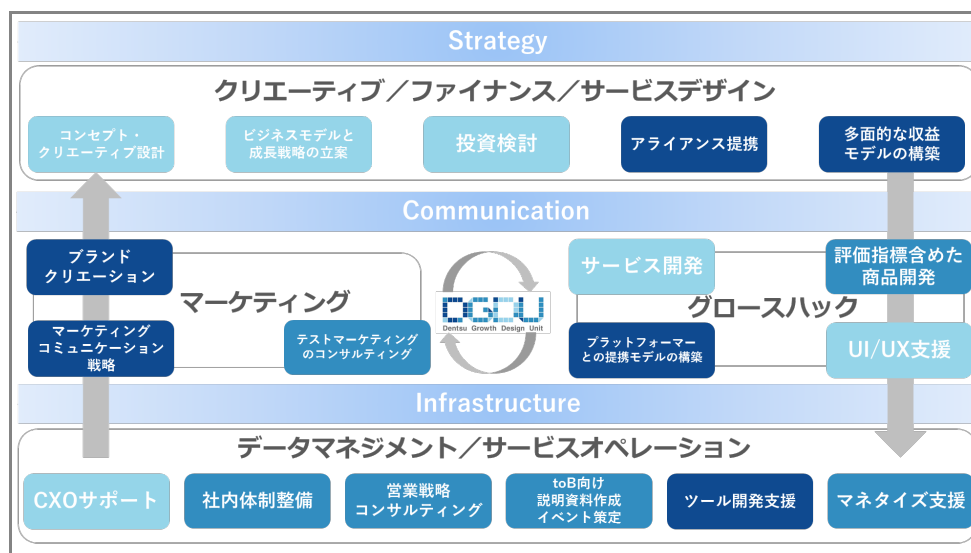 Strategy
クリエーティブ／ファイナンス／サービスデザイン
コンセプト・
クリエーティブ設計
ビジネスモデルと
成長戦略の立案
投資検討
アライアンス提携
多面的な収益
モデルの構築
Communication
ブランド
クリエーション
マーケティング
マーケティング
コミュニケーション
戦略
テストマーケティング
のコンサルティング
DGDU
Dentsu Growth Design Unit
サービス開発
評価指標含めた
商品開発
グロースハック
プラットフォーマー
との提携モデルの構築
UI/UX支援
Infrastructure
データマネジメント／サービスオペレーション
CXOサポート
社内体制整備
営業戦略
コンサルティング
toB向け
説明資料作成
イベント策定
ツール開発支援
マネタイズ支援